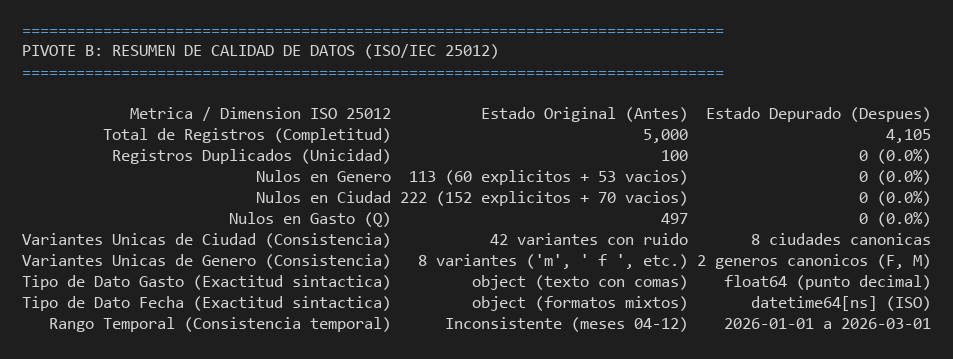 ==============================================================================
PIVOTE B: RESUMEN DE CALIDAD DE DATOS (ISO/IEC 25012)
==============================================================================
Metrica / Dimension ISO 25012 Estado Original (Antes) Estado Depurado (Despues)
Total de Registros (Completitud) 5,000 4,105
Registros Duplicados (Unicidad) 100 0 (0.0%)
Nulos en Genero 113 (60 explicitos + 53 vacios) 0 (0.0%)
Nulos en Ciudad 222 (152 explicitos + 70 vacios) 0 (0.0%)
Nulos en Gasto (Q) 497 0 (0.0%)
Variantes Unicas de Ciudad (Consistencia) 42 variantes con ruido 8 ciudades canonicas
Variantes Unicas de Genero (Consistencia) 8 variantes ('m', ' f ', etc.) 2 generos canonicos (F, M)
Tipo de Dato Gasto (Exactitud sintactica) object (texto con comas) float64 (punto decimal)
Tipo de Dato Fecha (Exactitud sintactica) object (formatos mixtos) datetime64[ns] (ISO)
Rango Temporal (Consistencia temporal) Inconsistente (meses 04-12) 2026-01-01 a 2026-03-01